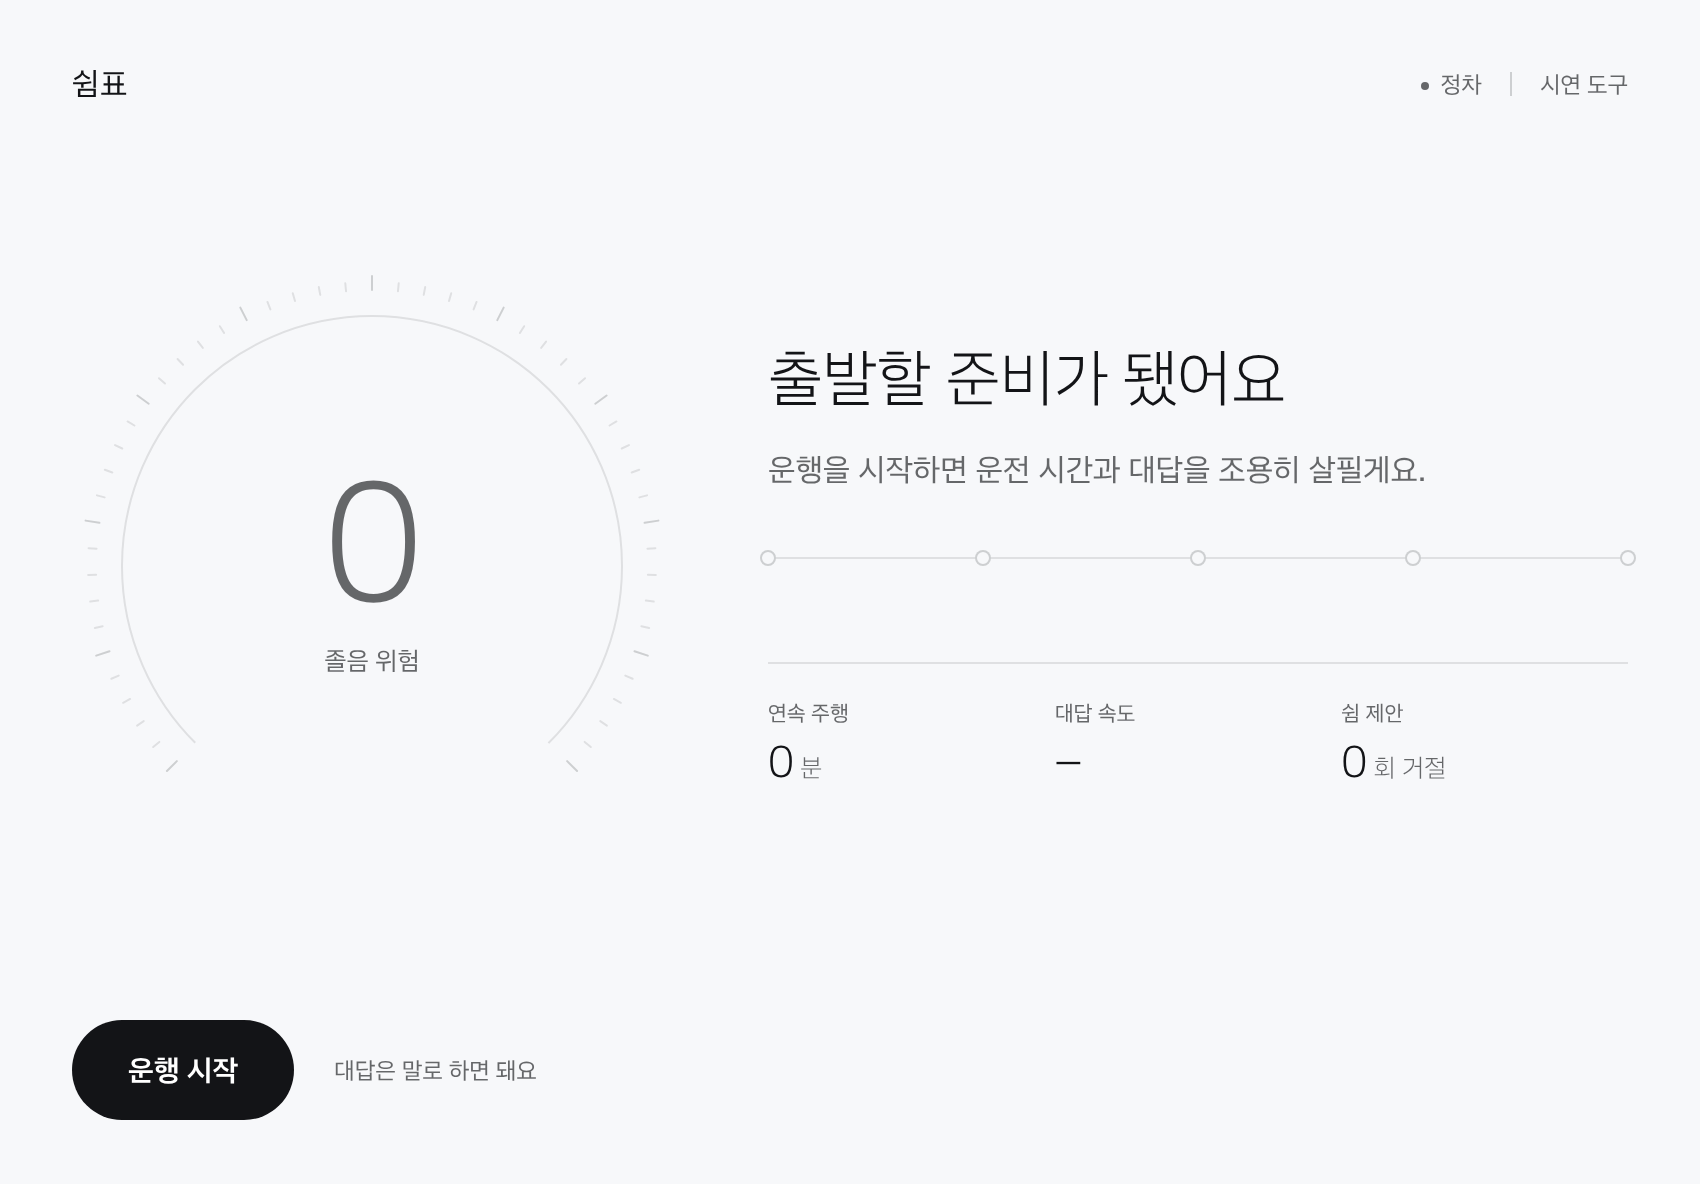 쉼표
정차
시연 도구
0
졸음 위험
출발할 준비가 됐어요
운행을 시작하면 운전 시간과 대답을 조용히 살필게요.
연속 주행
0 분
대답 속도
–
쉼 제안
0 회 거절
운행 시작
대답은 말로 하면 돼요